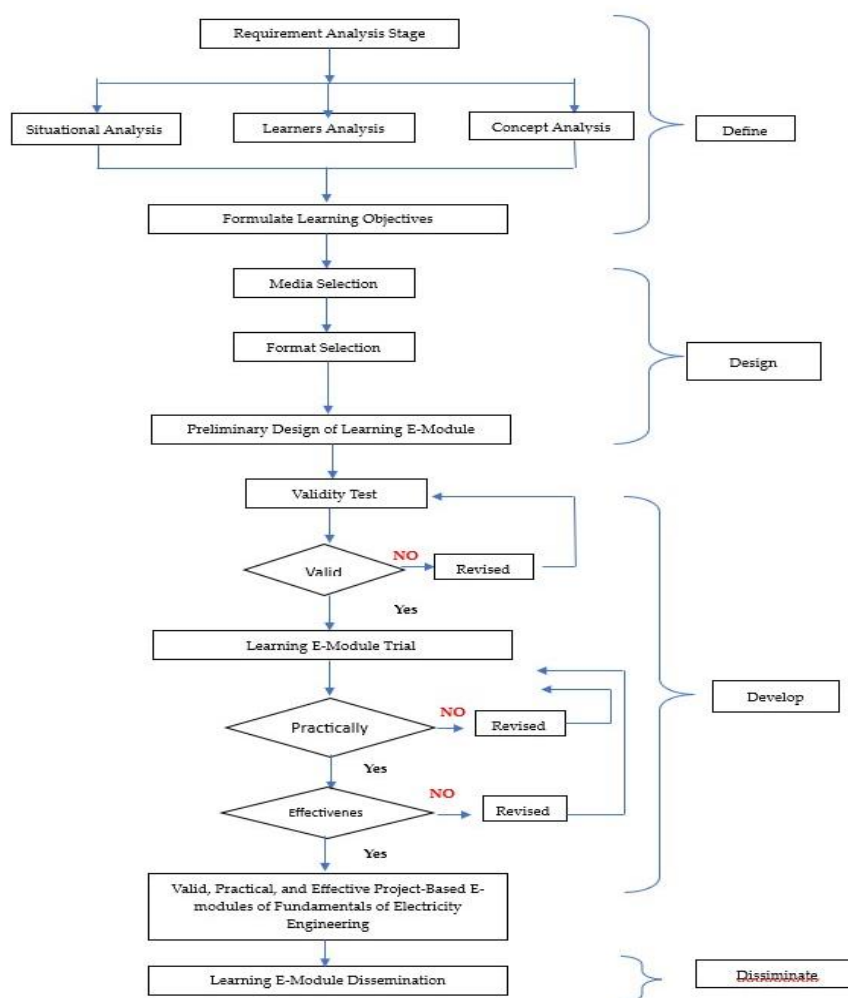 Requirement Analysis Stage
Situational Analysis
Learners Analysis
Concept Analysis
Define
Formulate Learning Objectives
Media Selection
Format Selection
Design
Preliminary Design of Learning E-Module
Validity Test
Valid
NO
Revised
Yes
Learning E-Module Trial
Develop
Practically
NO
Revised
Yes
Effectivenes
NO
Revised
Yes
Valid, Practical, and Effective Project-Based E-
modules of Fundamentals of Electricity
Engineering
Learning E-Module Dissemination
Dissiminate